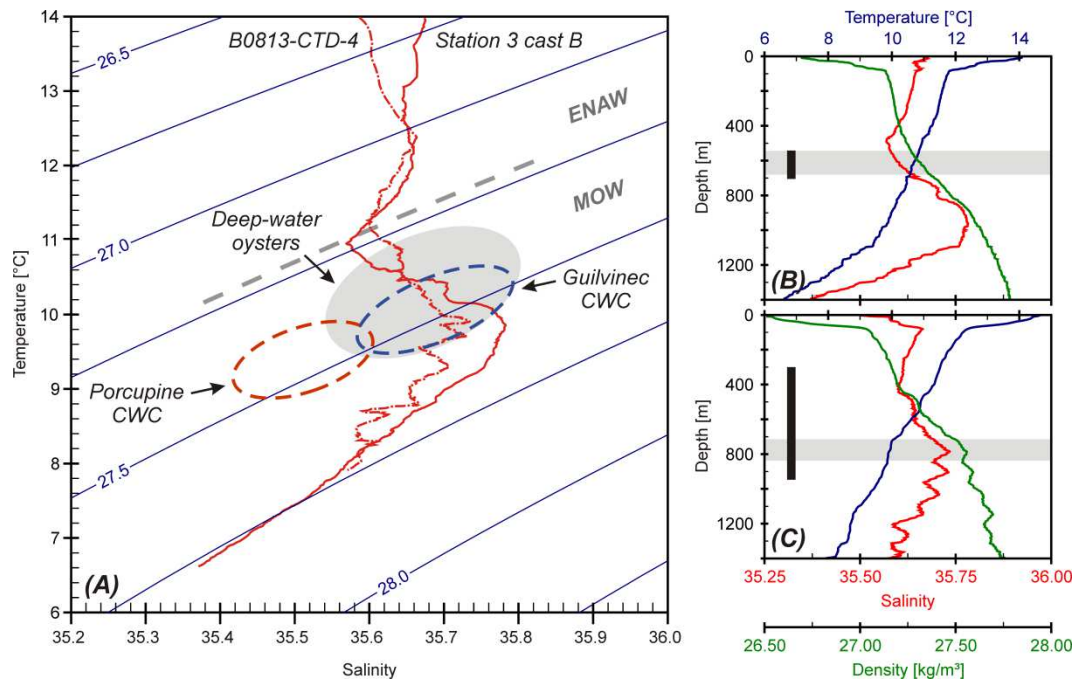 B0813-CTD-4
Station 3 cast B
26.5
ENAW
MOW
27.0
Deep-water
oysters
Guilvinec
CWC
Porcupine
CWC
27.5
28.0
(A)
14
13
12
11
10
9
8
7
6
Temperature [°C]
35.2 35.3 35.4 35.5 35.6 35.7 35.8 35.9 36.0
Salinity
Temperature [°C]
6 8 10 12 14
0
400
800
1200
Depth [m]
(B)
0
400
800
1200
Depth [m]
(C)
35.25 35.50 35.75 36.00
Salinity
26.50 27.00 27.50 28.00
Density [kg/m³]